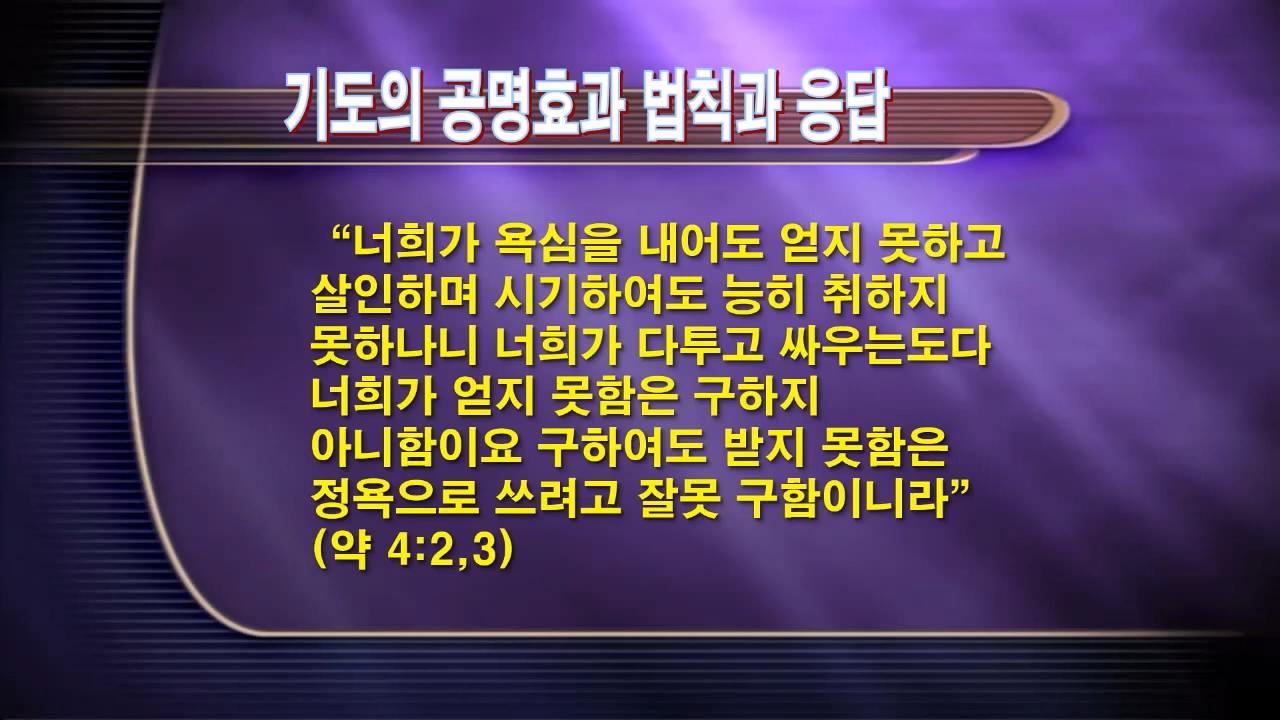 기도의 공명효과 법칙과 응답
“너희가 욕심을 내어도 얻지 못하고
살인하며 시기하여도 능히 취하지
못하나니 너희가 다투고 싸우는도다
너희가 얻지 못함은 구하지
아니함이요 구하여도 받지 못함은
정욕으로 쓰려고 잘못 구함이니라”
(약 4:2,3)